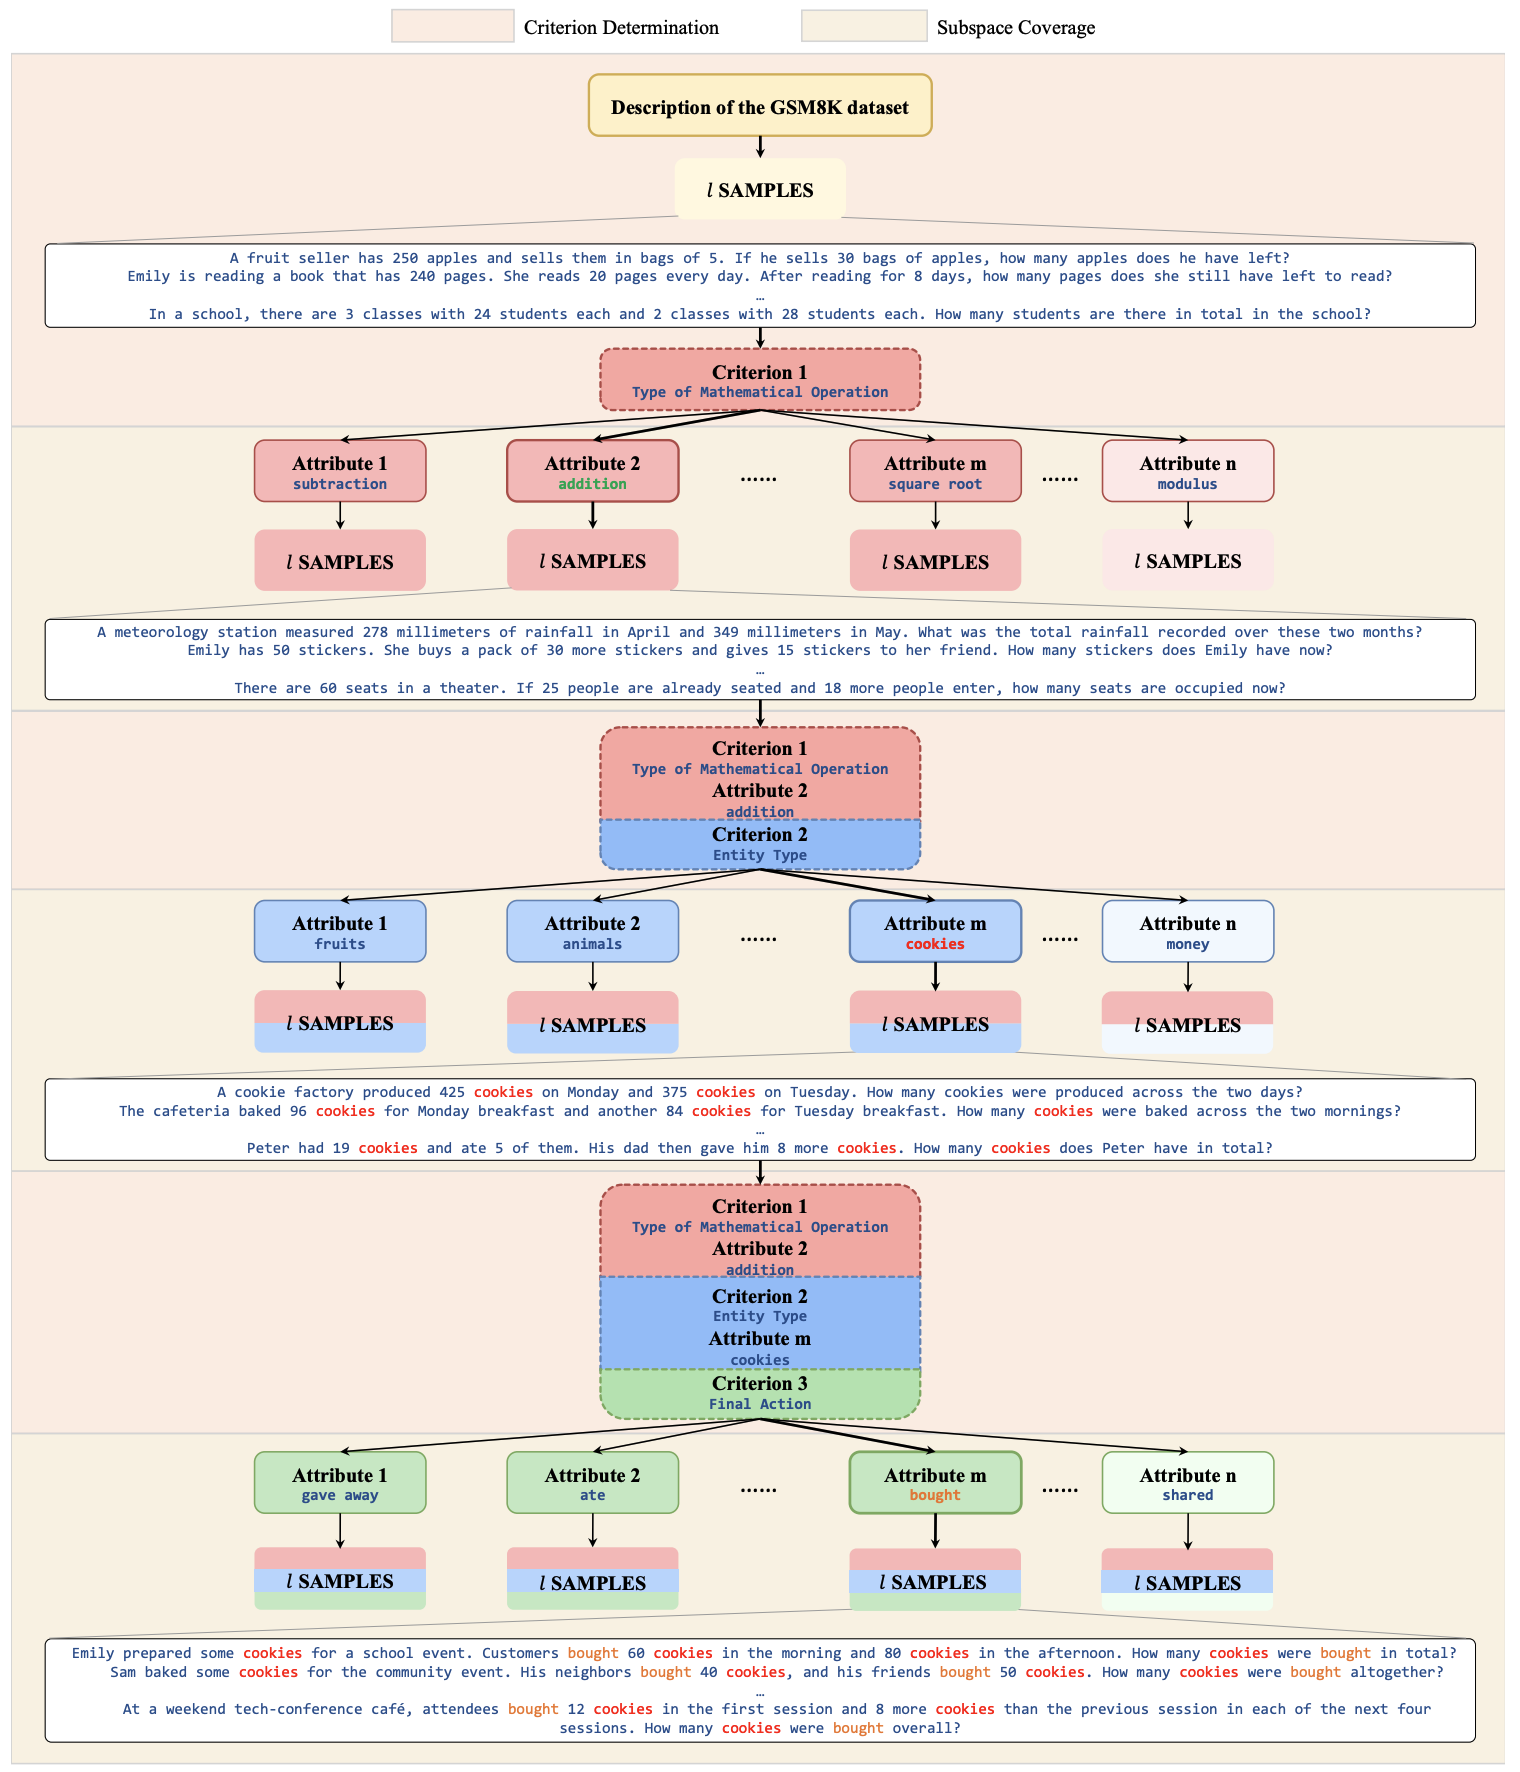 Criterion Determination
Subspace Coverage
Description of the GSM8K dataset
l SAMPLES
A fruit seller has 250 apples and sells them in bags of 5. If he sells 30 bags of apples, how many apples does he have left?
Emily is reading a book that has 240 pages. She reads 20 pages every day. After reading for 8 days, how many pages does she still have left to read?
…
In a school, there are 3 classes with 24 students each and 2 classes with 28 students each. How many students are there in total in the school?
Criterion 1
Type of Mathematical Operation
Attribute 1
subtraction
Attribute 2
addition
……
Attribute m
square root
……
Attribute n
modulus
l SAMPLES
l SAMPLES
l SAMPLES
l SAMPLES
A meteorology station measured 278 millimeters of rainfall in April and 349 millimeters in May. What was the total rainfall recorded over these two months?
Emily has 50 stickers. She buys a pack of 30 more stickers and gives 15 stickers to her friend. How many stickers does Emily have now?
…
There are 60 seats in a theater. If 25 people are already seated and 18 more people enter, how many seats are occupied now?
Criterion 1
Type of Mathematical Operation
Attribute 2
addition
Criterion 2
Entity Type
Attribute 1
fruits
Attribute 2
animals
……
Attribute m
cookies
……
Attribute n
money
l SAMPLES
l SAMPLES
l SAMPLES
l SAMPLES
A cookie factory produced 425 cookies on Monday and 375 cookies on Tuesday. How many cookies were produced across the two days?
The cafeteria baked 96 cookies for Monday breakfast and another 84 cookies for Tuesday breakfast. How many cookies were baked across the two mornings?
…
Peter had 19 cookies and ate 5 of them. His dad then gave him 8 more cookies. How many cookies does Peter have in total?
Criterion 1
Type of Mathematical Operation
Attribute 2
addition
Criterion 2
Entity Type
Attribute m
cookies
Criterion 3
Final Action
Attribute 1
gave away
Attribute 2
ate
……
Attribute m
bought
……
Attribute n
shared
l SAMPLES
l SAMPLES
l SAMPLES
l SAMPLES
Emily prepared some cookies for a school event. Customers bought 60 cookies in the morning and 80 cookies in the afternoon. How many cookies were bought in total?
Sam baked some cookies for the community event. His neighbors bought 40 cookies, and his friends bought 50 cookies. How many cookies were bought altogether?
…
At a weekend tech-conference café, attendees bought 12 cookies in the first session and 8 more cookies than the previous session in each of the next four
sessions. How many cookies were bought overall?